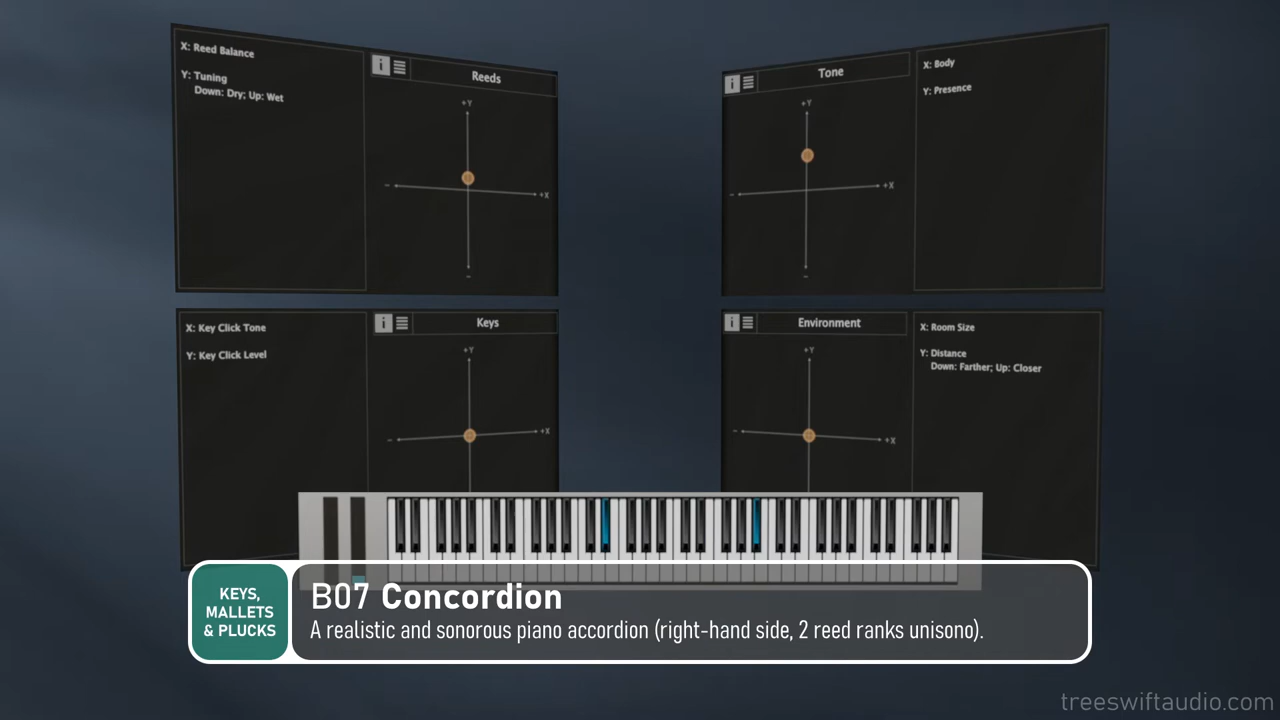 X: Reed Balance
Y: Tuning
Down: Dry; Up: Wet
i
Reeds
+Y
-
+X
-
i
Tone
+Y
-
+X
-
X: Body
Y: Presence
X: Key Click Tone
Y: Key Click Level
i
Keys
+Y
-
+X
i
Environment
+Y
-
+X
X: Room Size
Y: Distance
Down: Farther; Up: Closer
KEYS,
MALLETS
& PLUCKS
B07 Concordion
A realistic and sonorous piano accordion (right-hand side, 2 reed ranks unisono).
treeswiftaudio.com